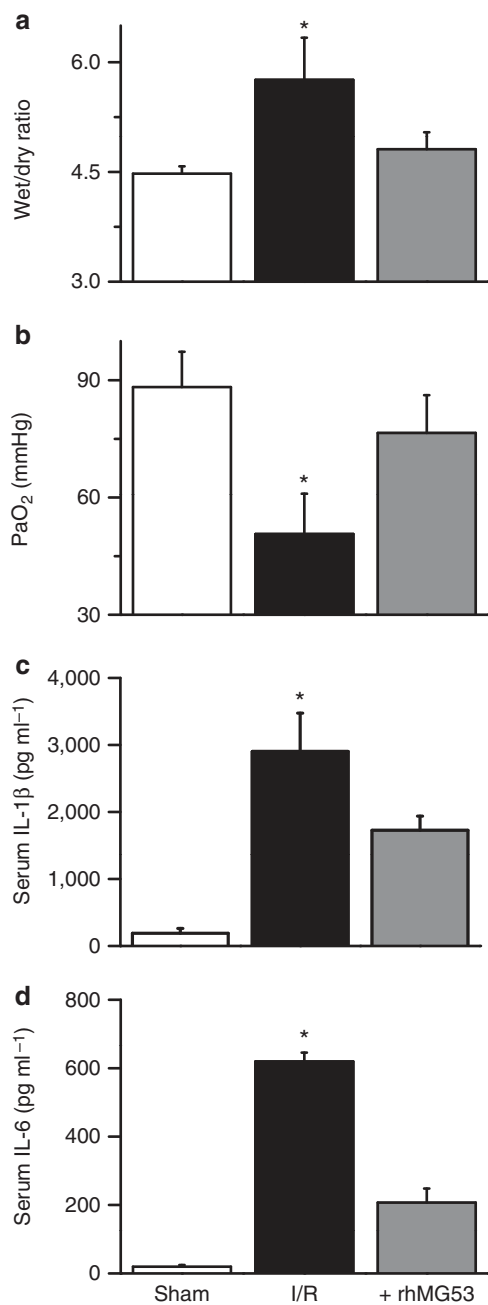 a
*
6.0
4.5
3.0
Wet/dry ratio
b
90
60
30
PaO₂ (mmHg)
*
c
4,000
3,000
2,000
1,000
0
Serum IL-1β (pg ml⁻¹)
*
d
800
600
400
200
0
Serum IL-6 (pg ml⁻¹)
*
Sham I/R + rhMG53